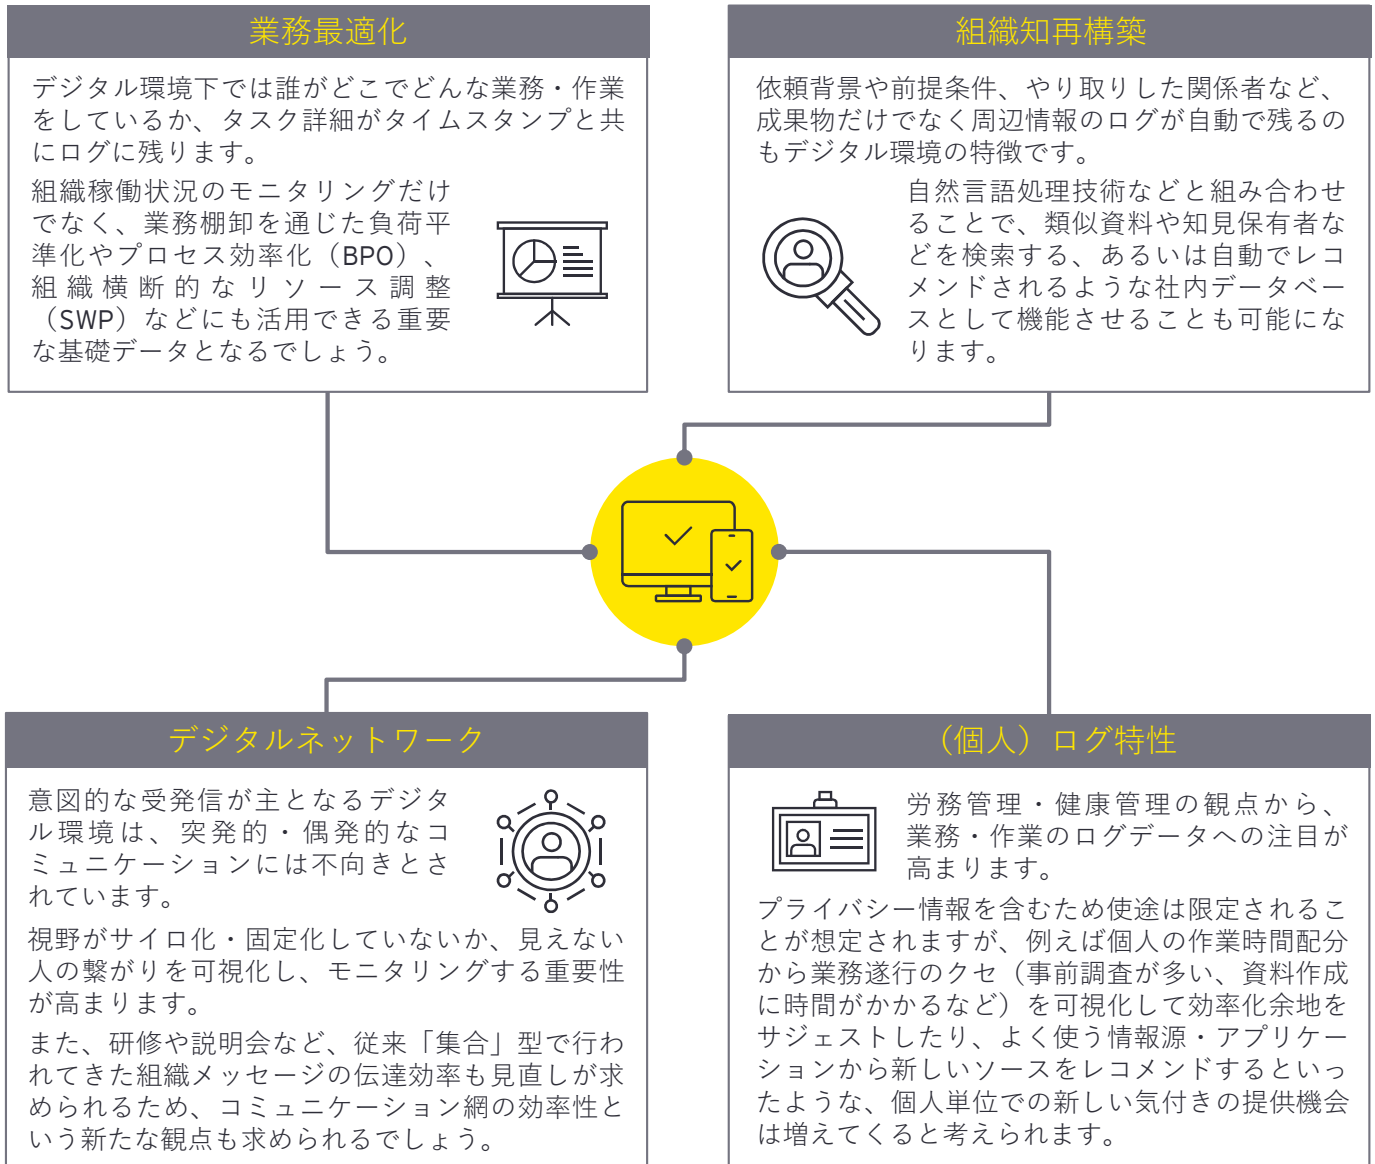 業務最適化
デジタル環境下では誰がどこでどんな業務・作業
をしているか、タスク詳細がタイムスタンプと共
にログに残ります。
組織稼働状況のモニタリングだけ
でなく、業務棚卸を通じた負荷平
準化やプロセス効率化（BPO）、
組織横断的なリソース調整
（SWP）などにも活用できる重要
な基礎データとなるでしょう。
組織知再構築
依頼背景や前提条件、やり取りした関係者など、
成果物だけでなく周辺情報のログが自動で残るの
もデジタル環境の特徴です。
自然言語処理技術などと組み合わせ
ることで、類似資料や知見保有者な
どを検索する、あるいは自動でレコ
メンドされるような社内データベー
スとして機能させることも可能にな
ります。
デジタルネットワーク
意図的な受発信が主となるデジタ
ル環境は、突発的・偶発的なコ
ミュニケーションには不向きとさ
れています。
視野がサイロ化・固定化していないか、見えない
人の繋がりを可視化し、モニタリングする重要性
が高まります。
また、研修や説明会など、従来「集合」型で行わ
れてきた組織メッセージの伝達効率も見直しが求
められるため、コミュニケーション網の効率性と
いう新たな観点も求められるでしょう。
（個人）ログ特性
労務管理・健康管理の観点から、
業務・作業のログデータへの注目が
高まります。
プライバシー情報を含むため使途は限定されるこ
とが想定されますが、例えば個人の作業時間配分
から業務遂行のクセ（事前調査が多い、資料作成
に時間がかかるなど）を可視化して効率化余地を
サジェストしたり、よく使う情報源・アプリケー
ションから新しいソースをレコメンドするといっ
たような、個人単位での新しい気付きの提供機会
は増えてくると考えられます。